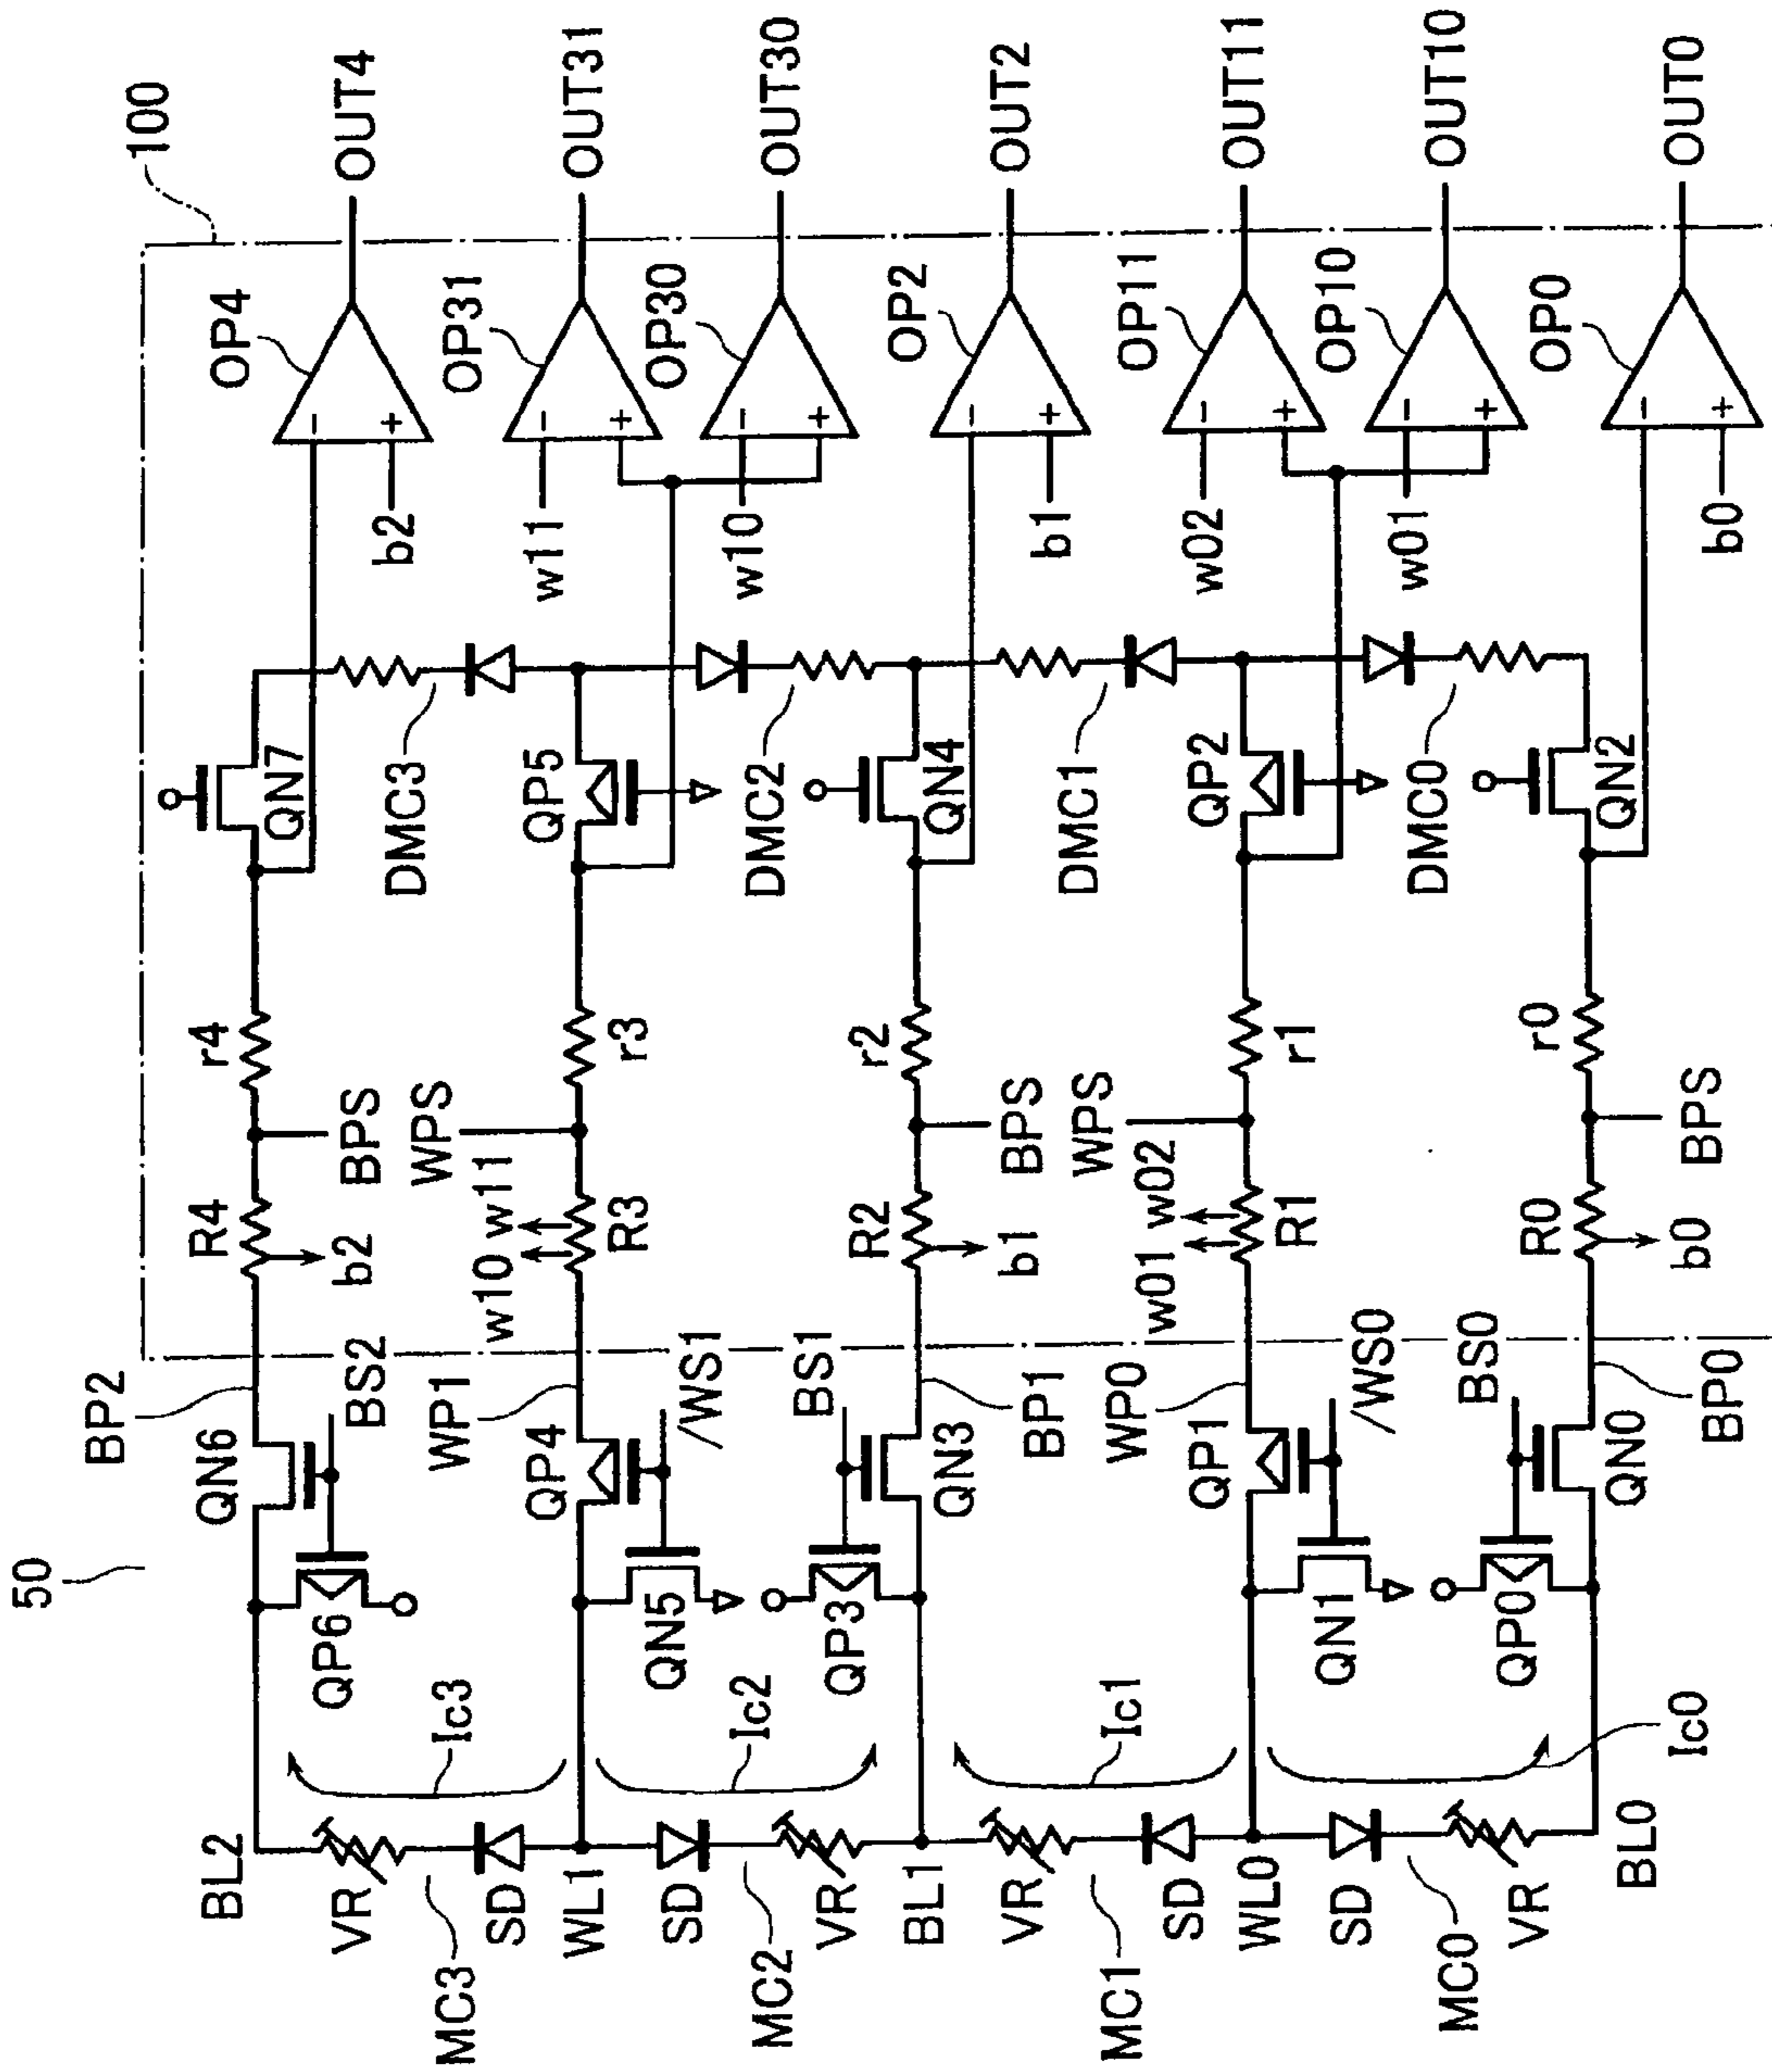 100
OUT4
OP4
b2
QN7
r4
BPS
R4
b2
BP2
BS2
QN6
50
QP6
BL2
VR
MC3
SD
Ic3
OUT31
OP31
w11
DMC3
QP5
r3
WPS
w10 w11
R3
WP1
/WS1
QP4
QN5
WL1
OUT30
OP30
w10
DMC2
SD
MC2
VR
Ic2
OUT2
OP2
b1
QN4
r2
BPS
R2
b1
BP1
BS1
QN3
QP3
BL1
VR
MC1
SD
Ic1
OUT11
OP11
w02
DMC1
QP2
r1
WPS
w01 w02
R1
WP0
/WS0
QP1
QN1
WL0
OUT10
OP10
w01
DMC0
SD
MC0
VR
Ic0
OUT0
OP0
b0
QN2
r0
BPS
R0
b0
BP0
BS0
QN0
QP0
BL0
- +
- +
- +
- +
- +
- +
- +